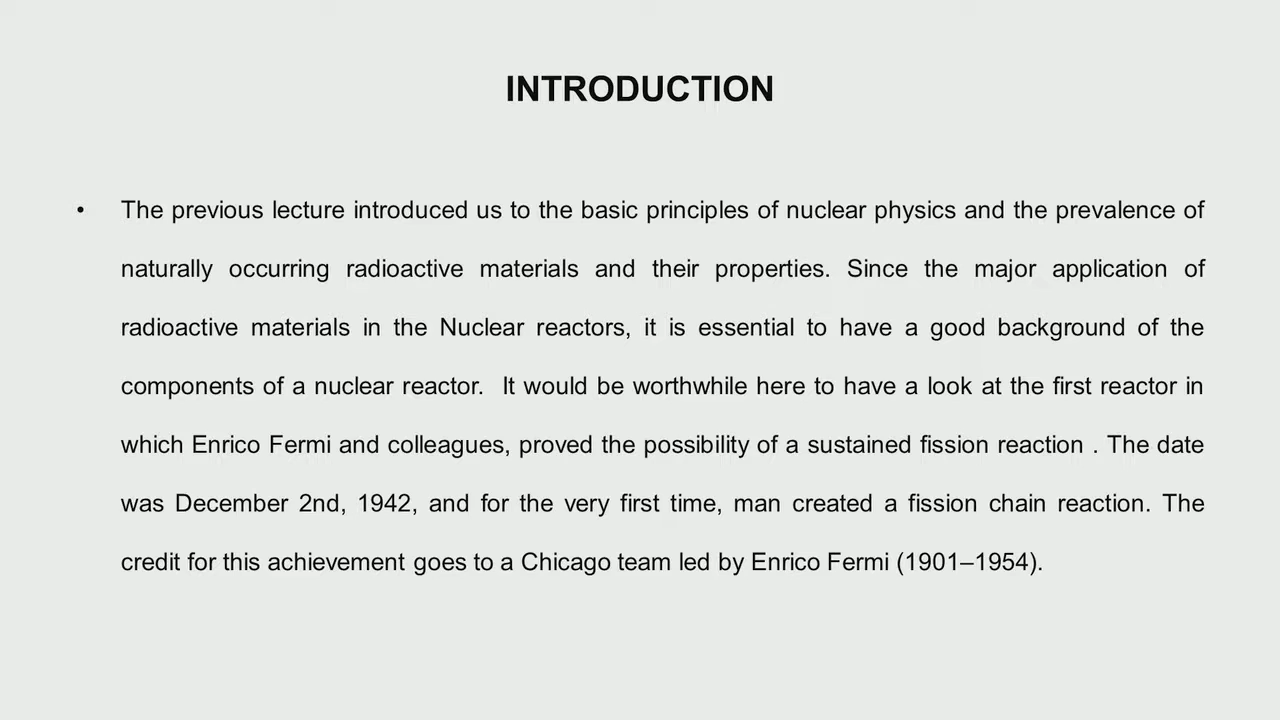 INTRODUCTION
• The previous lecture introduced us to the basic principles of nuclear physics and the prevalence of
naturally occurring radioactive materials and their properties. Since the major application of
radioactive materials in the Nuclear reactors, it is essential to have a good background of the
components of a nuclear reactor.  It would be worthwhile here to have a look at the first reactor in
which Enrico Fermi and colleagues, proved the possibility of a sustained fission reaction . The date
was December 2nd, 1942, and for the very first time, man created a fission chain reaction. The
credit for this achievement goes to a Chicago team led by Enrico Fermi (1901–1954).